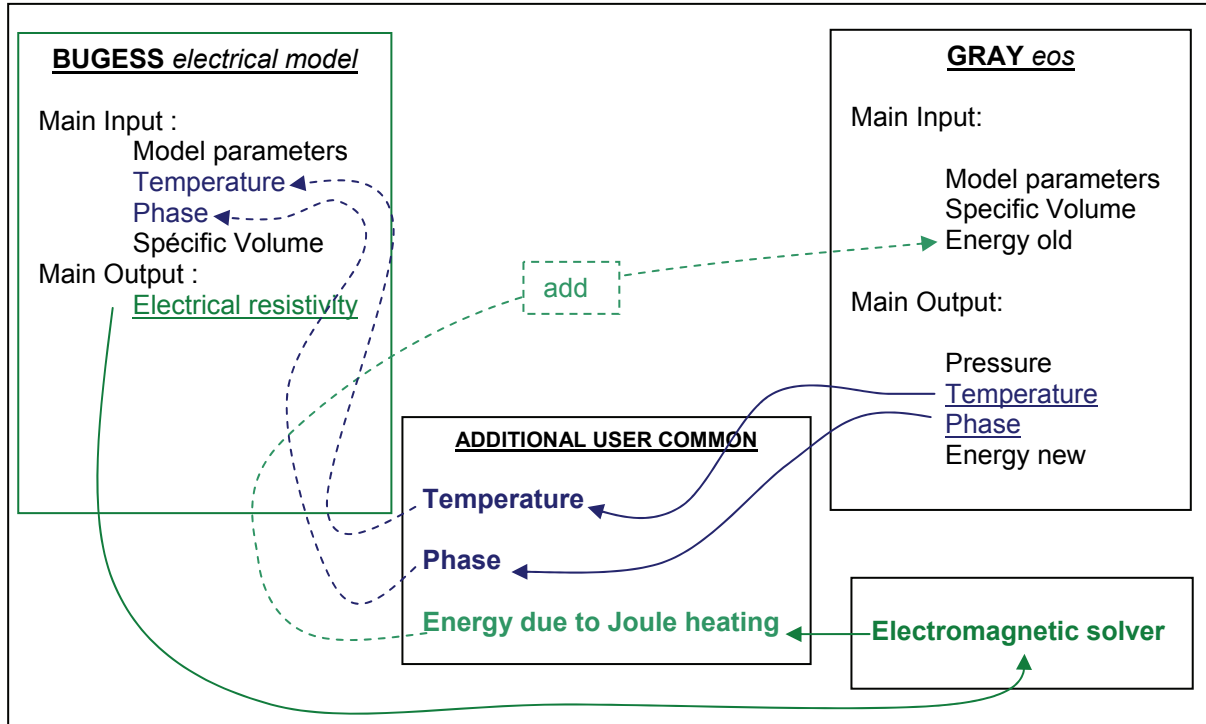 BUGESS electrical model
Main Input :
Model parameters
Temperature
Phase
Spécific Volume
Main Output :
Electrical resistivity
add
GRAY eos
Main Input:
Model parameters
Specific Volume
Energy old
Main Output:
Pressure
Temperature
Phase
Energy new
ADDITIONAL USER COMMON
Temperature
Phase
Energy due to Joule heating
Electromagnetic solver